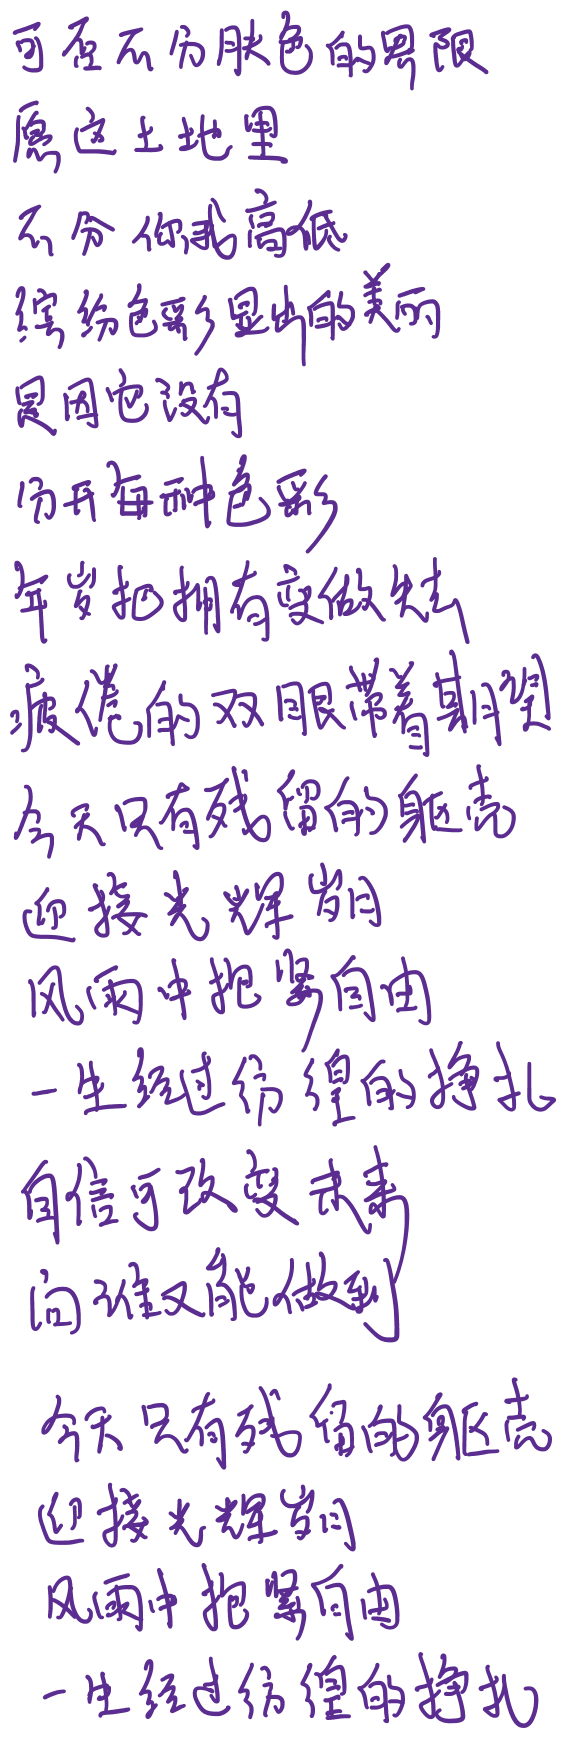 可否不分肤色的界限
愿这土地里
不分你我高低
缤纷色彩显出的美丽
是因它没有
分开每种色彩
年岁把拥有变做失去
疲倦的双眼带着期望
今天只有残留的躯壳
迎接光辉岁月
风雨中抱紧自由
一生经过彷徨的挣扎
自信可改变未来
问谁又能做到
今天只有残留的躯壳
迎接光辉岁月
风雨中抱紧自由
一生经过彷徨的挣扎